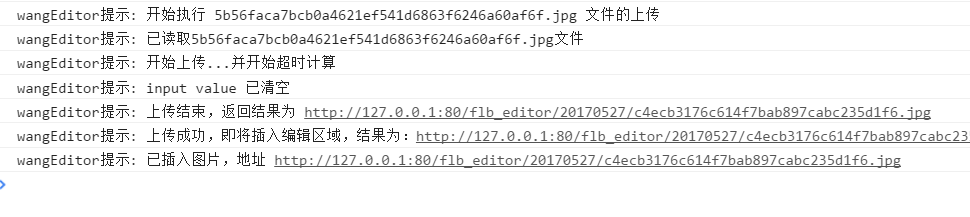 wangEditor提示: 开始执行 5b56faca7bcb0a4621ef541d6863f6246a60af6f.jpg 文件的上传
wangEditor提示: 已读取5b56faca7bcb0a4621ef541d6863f6246a60af6f.jpg文件
wangEditor提示: 开始上传...并开始超时计算
wangEditor提示: input value 已清空
wangEditor提示: 上传结束，返回结果为 http://127.0.0.1:80/flb_editor/20170527/c4ecb3176c614f7bab897cabc235d1f6.jpg
wangEditor提示: 上传成功，即将插入编辑区域，结果为：http://127.0.0.1:80/flb_editor/20170527/c4ecb3176c614f7bab897cabc23
wangEditor提示: 已插入图片，地址 http://127.0.0.1:80/flb_editor/20170527/c4ecb3176c614f7bab897cabc235d1f6.jpg